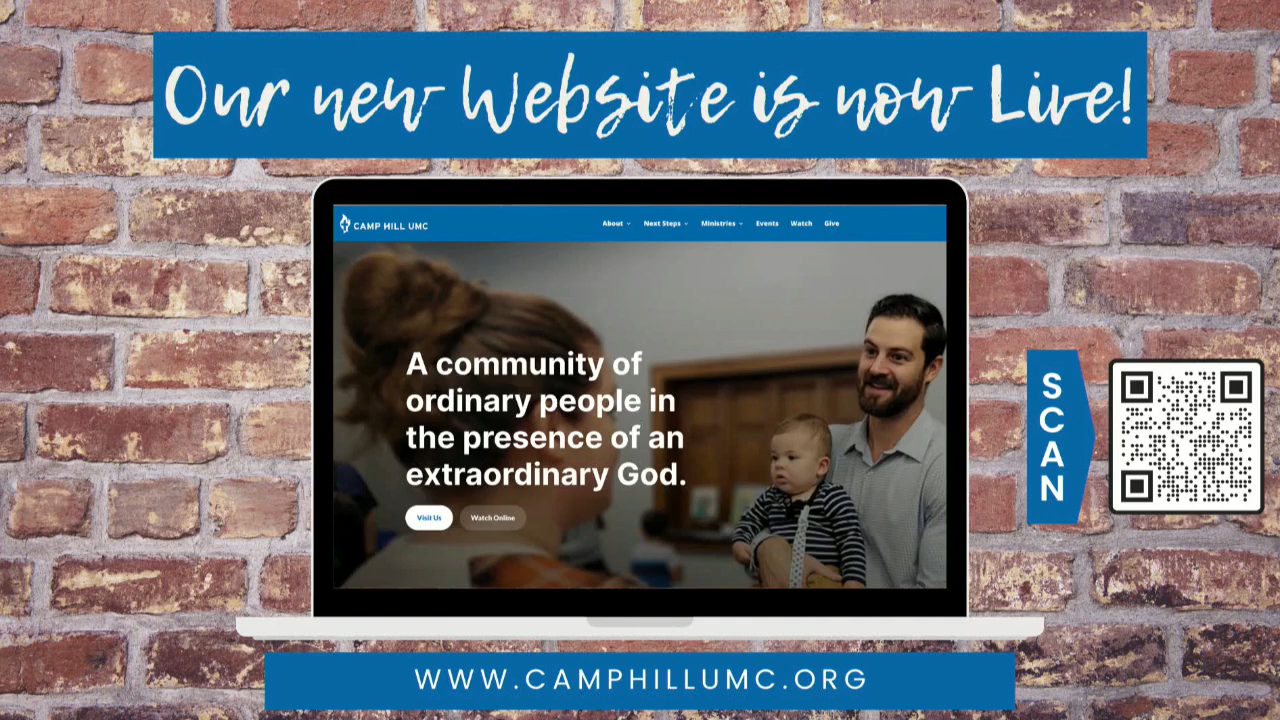 Our new Website is now Live!
CAMP HILL UMC
About Next Steps Ministries Events Watch Give
A community of
ordinary people in
the presence of an
extraordinary God.
Visit Us Watch Online
SCAN
WWW.CAMPHILLUMC.ORG